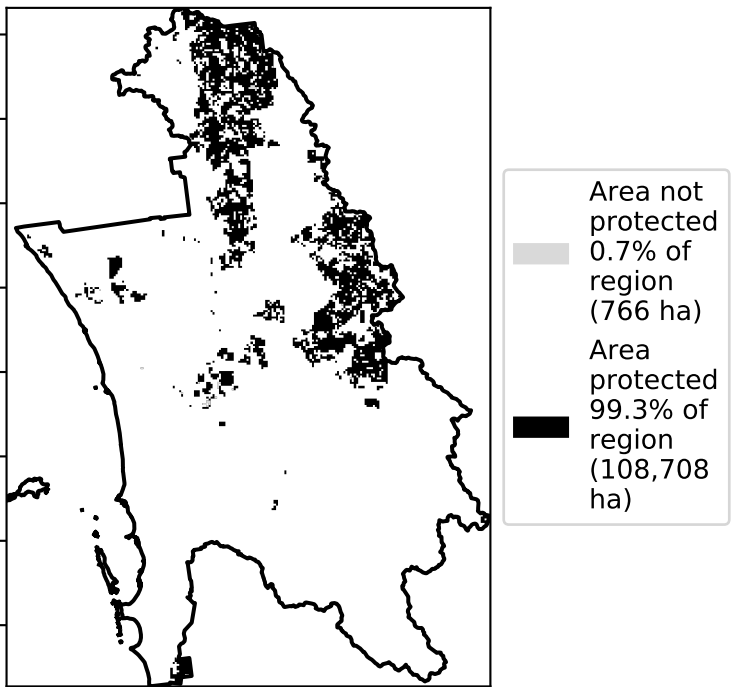 Area not
protected
0.7% of
region
(766 ha)
Area
protected
99.3% of
region
(108,708
ha)